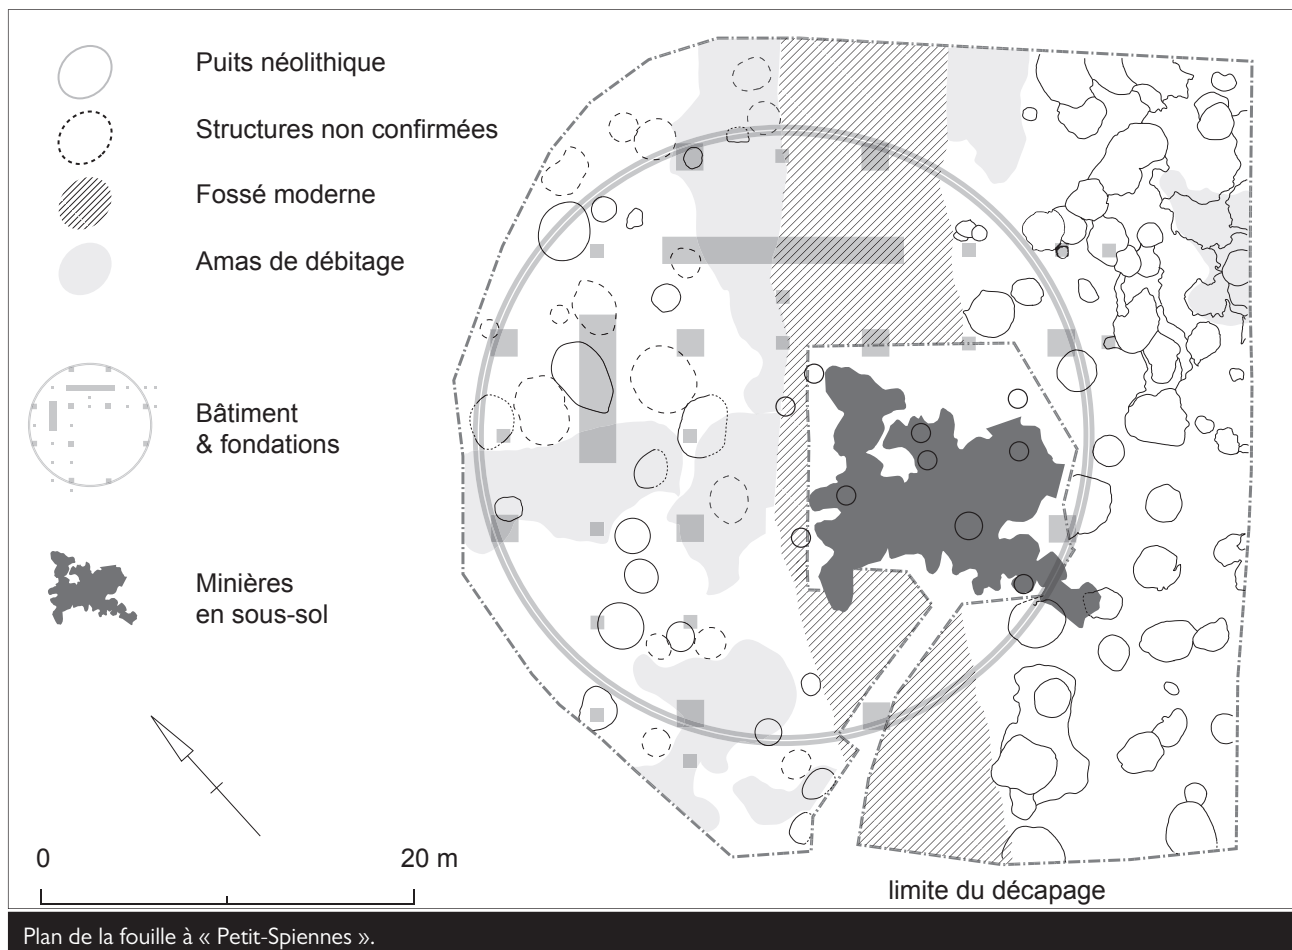 Puits néolithique
Structures non confirmées
Fossé moderne
Amas de débitage
Bâtiment
& fondations
Minières
en sous-sol
0 20 m
limite du décapage
Plan de la fouille à « Petit-Spiennes ».